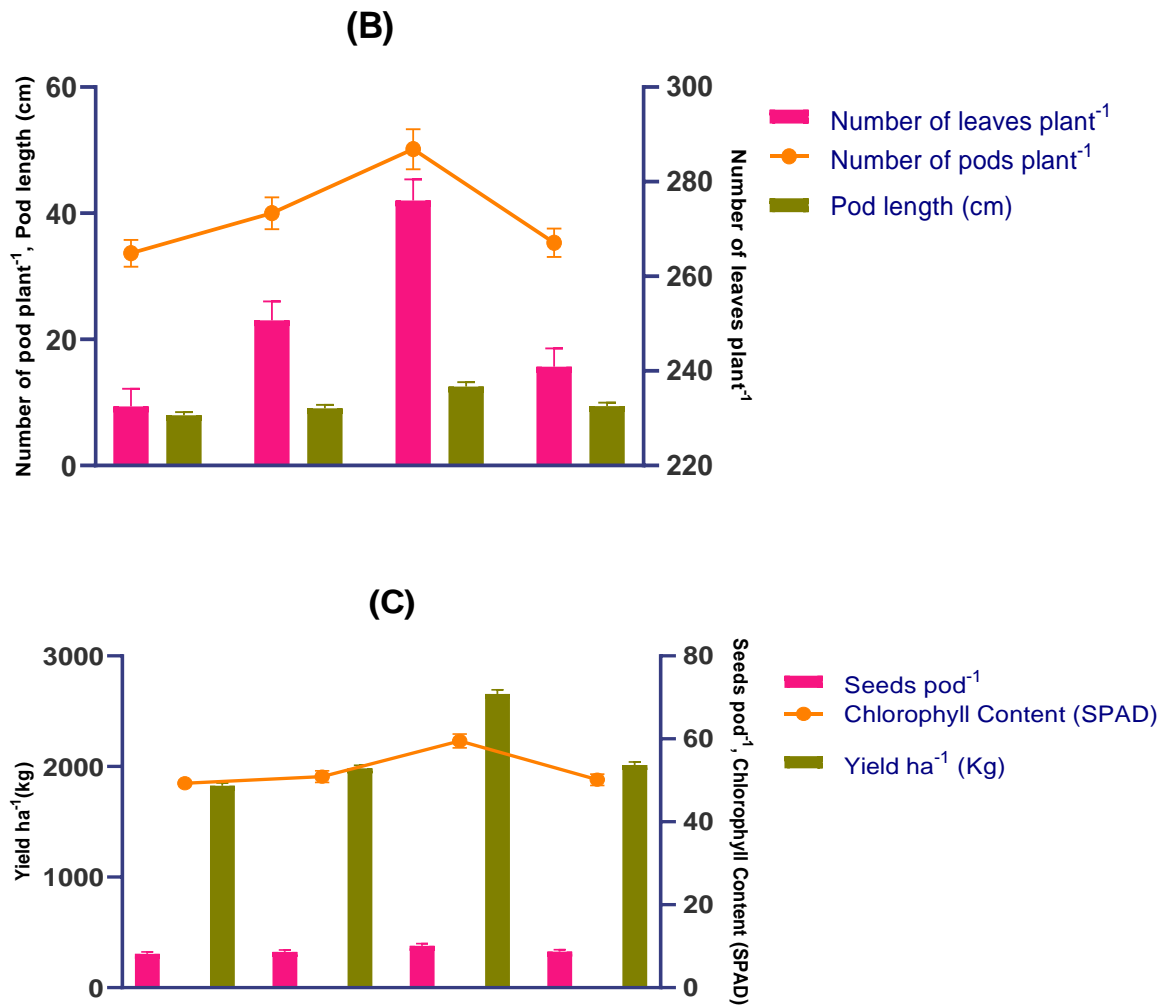 (B)
Number of pod plant⁻¹, Pod length (cm)
60
40
20
0
300
280
260
240
220
Number of leaves plant⁻¹
Number of leaves plant⁻¹
Number of pods plant⁻¹
Pod length (cm)
(C)
Yield ha⁻¹(kg)
3000
2000
1000
0
80
60
40
20
0
Seeds pod⁻¹, Chlorophyll Content (SPAD)
Seeds pod⁻¹
Chlorophyll Content (SPAD)
Yield ha⁻¹ (Kg)